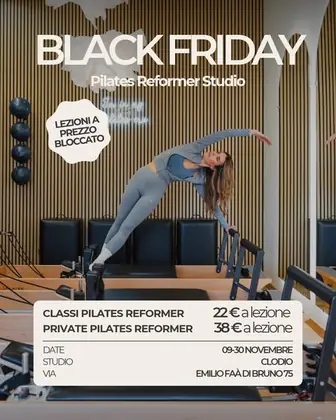 BLACK FRIDAY
Pilates Reformer Studio
LEZIONI A
PREZZO
BLOCCATO
CLASSI PILATES REFORMER 22 € a lezione
PRIVATE PILATES REFORMER 38 € a lezione
DATE 09-30 NOVEMBRE
STUDIO CLODIO
VIA EMILIO FAÀ DI BRUNO 75